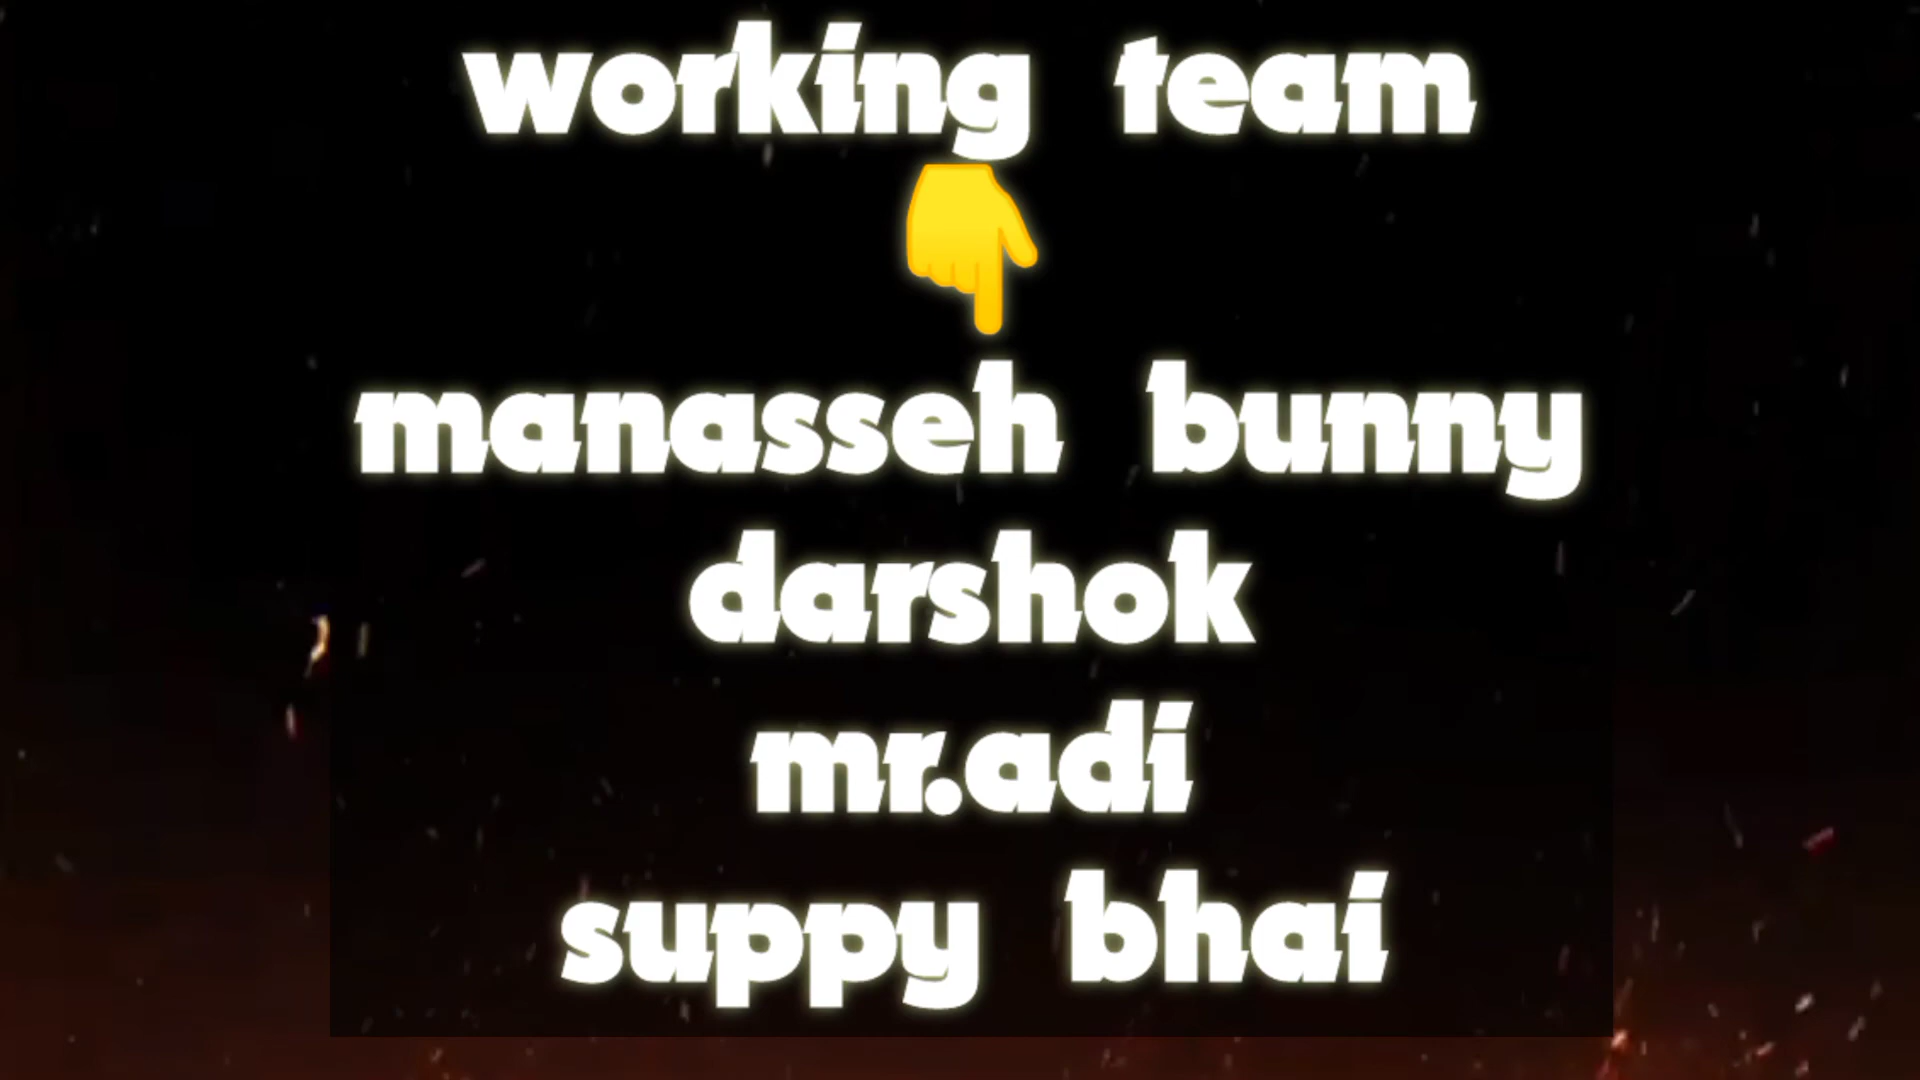 working team
👇
manasseh bunny
darshok
mr.adi
suppy bhai